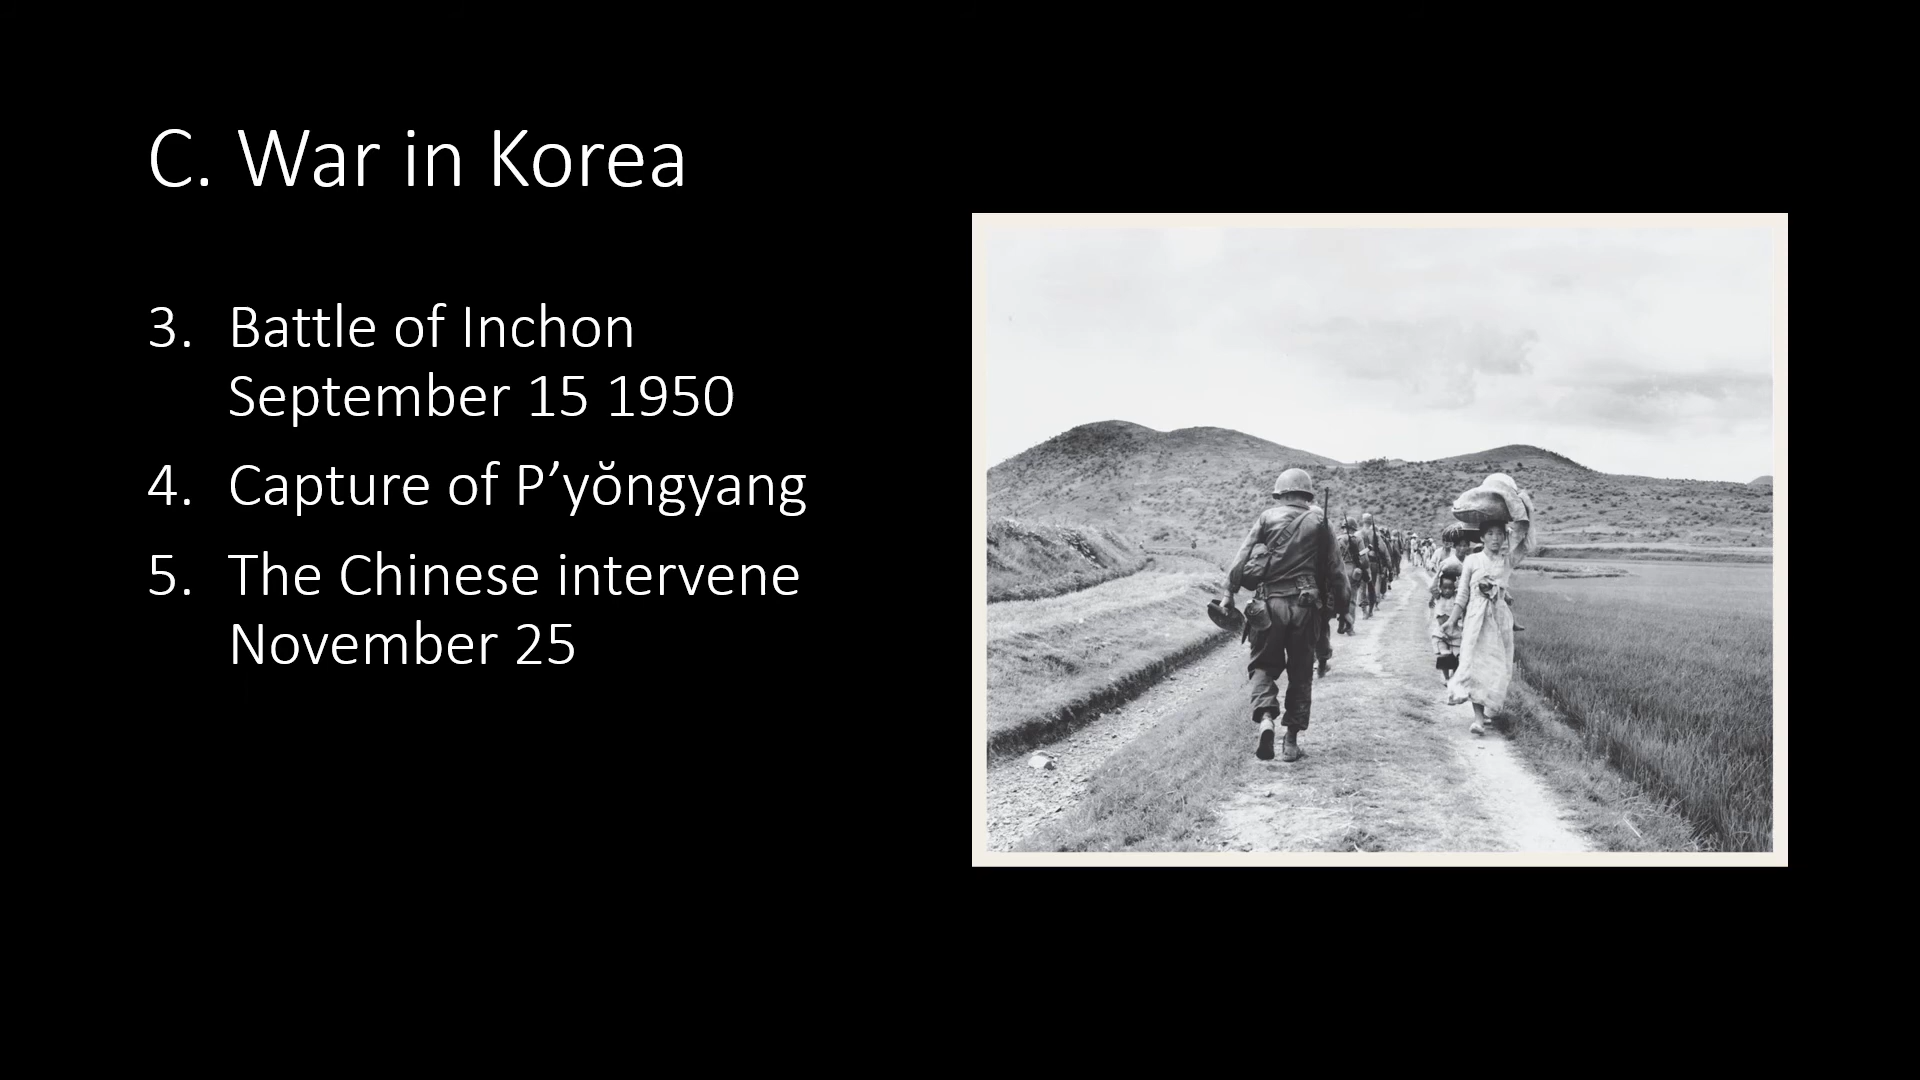 C. War in Korea
3. Battle of Inchon
September 15 1950
4. Capture of P’yŏngyang
5. The Chinese intervene
November 25